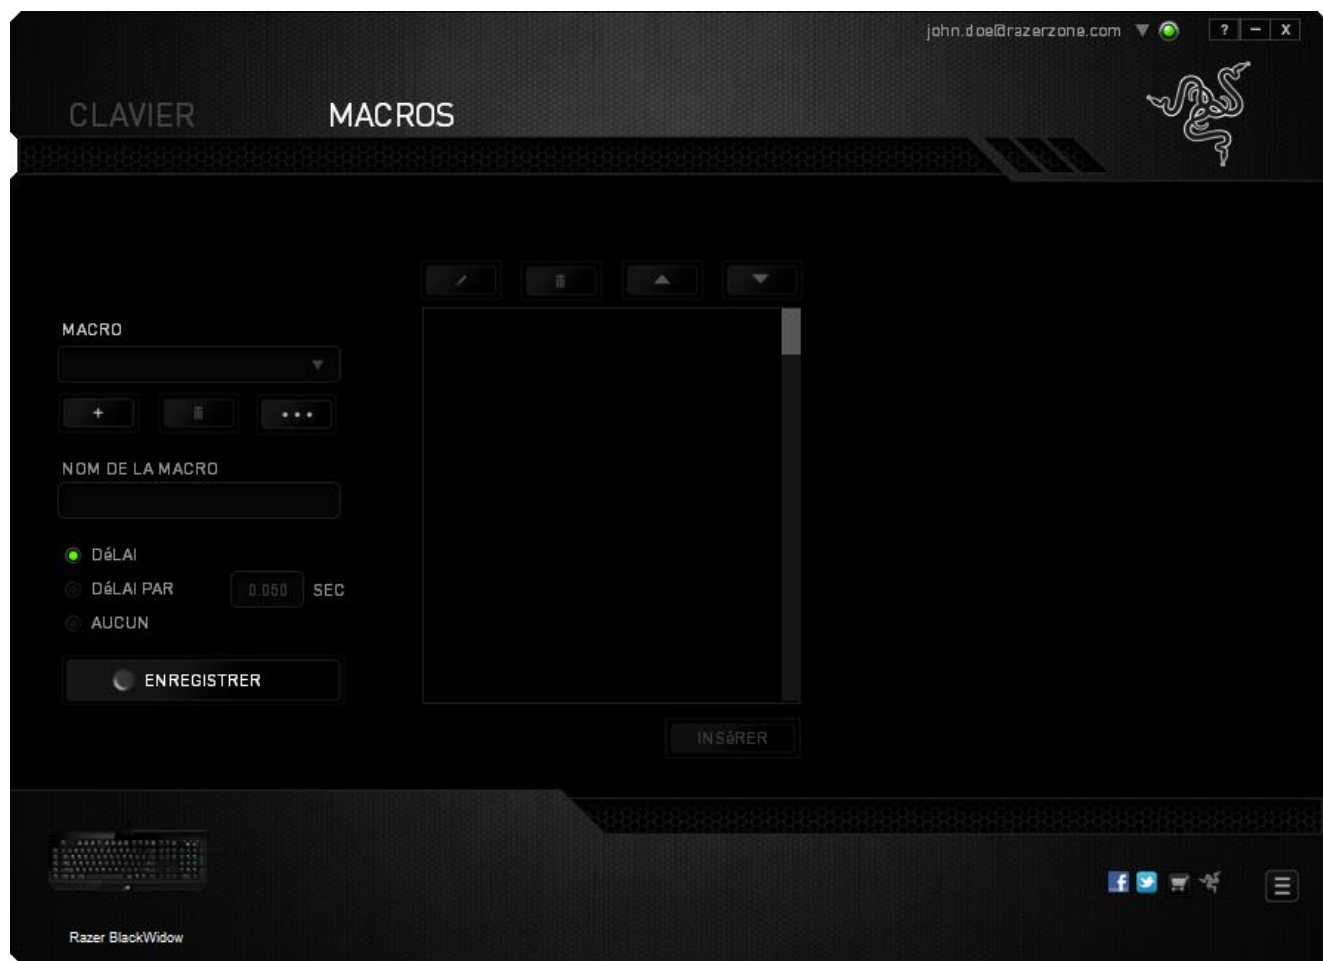 john.doe@razerzone.com
? – X
CLAVIER MACROS
MACRO
+ •••
NOM DE LA MACRO
DéLAI
DéLAI PAR 0.050 SEC
AUCUN
ENREGISTRER
INSéRER
Razer BlackWidow